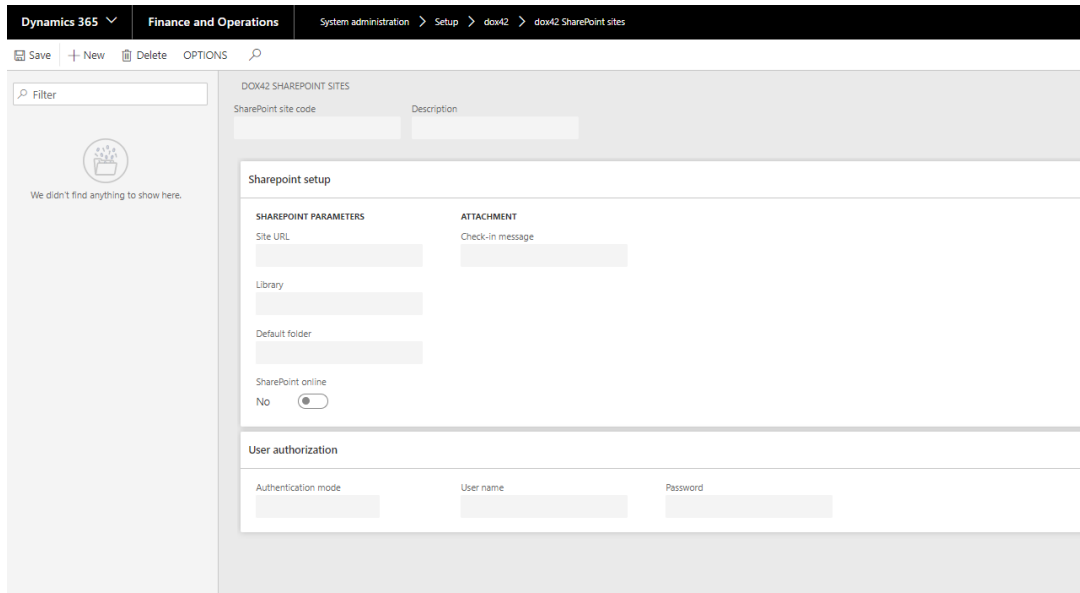 Dynamics 365 Finance and Operations System administration > Setup > dox42 > dox42 SharePoint sites
Save + New Delete OPTIONS
Filter
We didn't find anything to show here.
DOX42 SHAREPOINT SITES
SharePoint site code Description
Sharepoint setup
SHAREPOINT PARAMETERS ATTACHMENT
Site URL Check-in message
Library
Default folder
SharePoint online
No
User authorization
Authentication mode User name Password